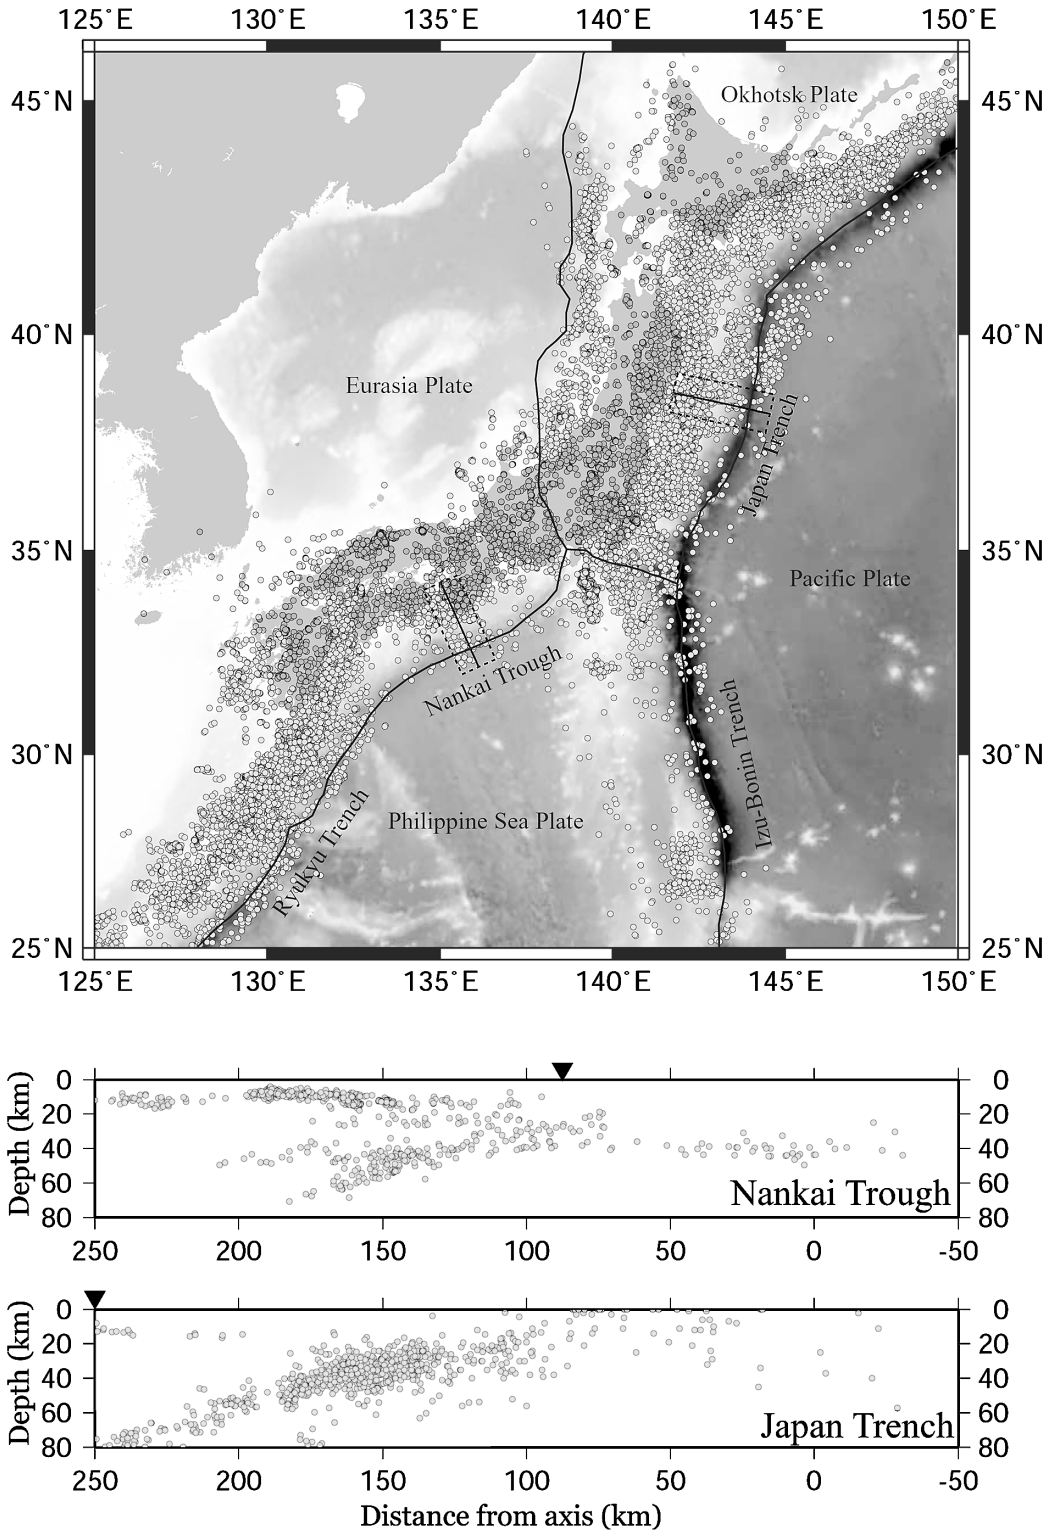 125˚E 130˚E 135˚E 140˚E 145˚E 150˚E
45˚N 45˚N
Okhotsk Plate
40˚N 40˚N
Eurasia Plate
Japan Trench
35˚N 35˚N
Pacific Plate
Nankai Trough
30˚N 30˚N
Izu-Bonin Trench
Philippine Sea Plate
Ryukyu Trench
25˚N 25˚N
125˚E 130˚E 135˚E 140˚E 145˚E 150˚E
Depth (km)
0 0
20 20
40 40
60 60
80 80
Nankai Trough
250 200 150 100 50 0 -50
Depth (km)
0 0
20 20
40 40
60 60
80 80
Japan Trench
250 200 150 100 50 0 -50
Distance from axis (km)